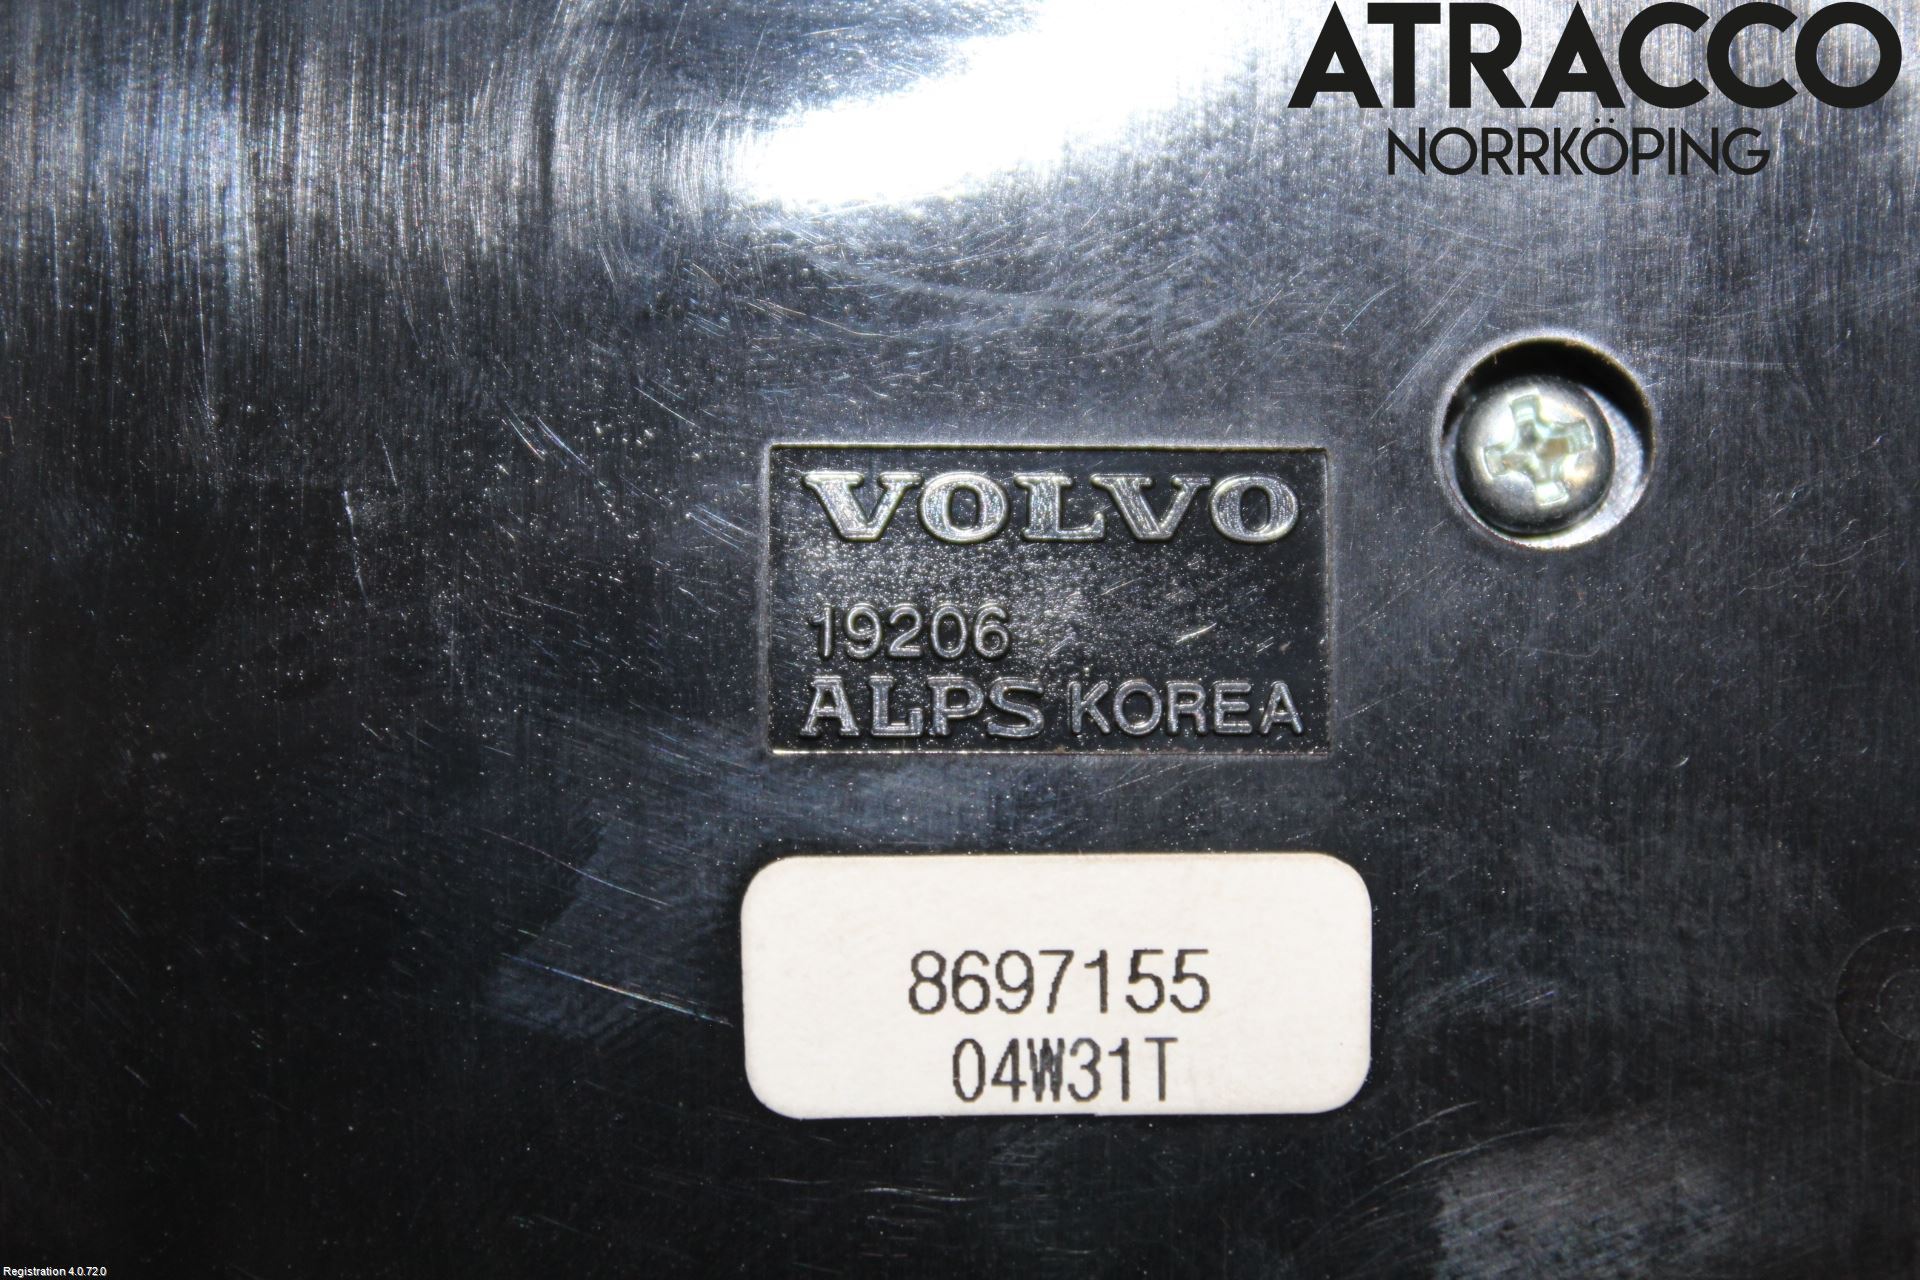 ATRACCO
NORRKÖPING
VOLVO
19206
ALPS KOREA
8697155
04W31T
Registration 4.0.72.0